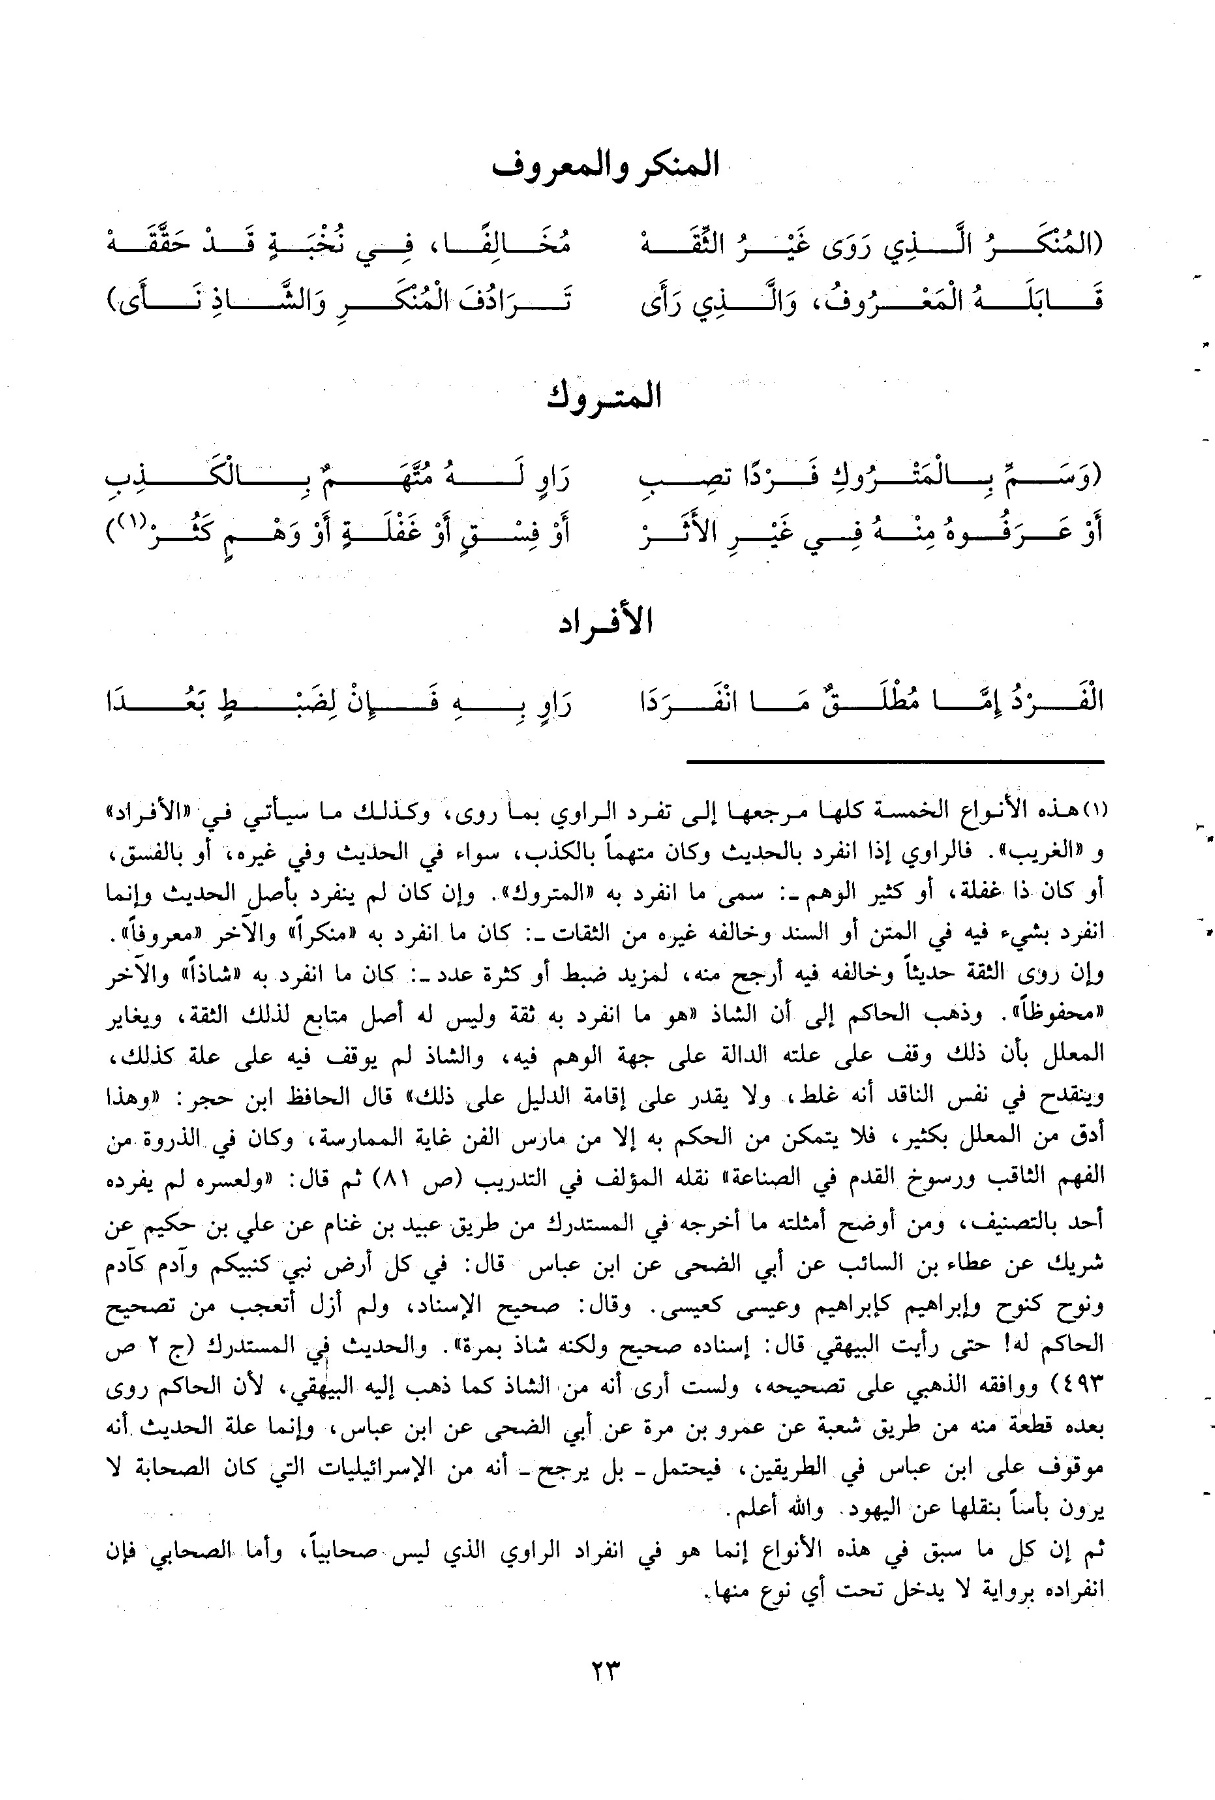 المنكر والمعروف
(المُنْكَرُ الَّذِي رَوَى غَيْرُ الثِّقَهْ مُخَالِفًا، فِي نُخْبَةٍ قَدْ حَقَّقَهْ
قَابَلَهُ الْمَعْرُوفُ، وَالَّذِي رَأَى تَرَادُفَ الْمُنْكَرِ وَالشَّاذِ نَأَى)
المتروك
(وَسَمِّ بِالْمَتْرُوكِ فَرْدًا تُصِبِ رَاوٍ لَهُ مُتَّهَمٌ بِالْكَذِبِ
أَوْ عَرَفُوهُ مِنْهُ فِي غَيْرِ الأَثَرْ أَوْ فِسْقٍ أَوْ غَفْلَةٍ أَوْ وَهْمٍ كَثُرْ(١))
الأفراد
الْفَرْدُ إِمَّا مُطْلَقٌ مَا انْفَرَدَا رَاوٍ بِهِ فَإِنْ لِضَبْطٍ بَعُدَا
(١) هذه الأنواع الخمسة كلها مرجعها إلى تفرد الراوي بما روى، وكذلك ما سيأتي في «الأفراد»
و «الغريب». فالراوي إذا انفرد بالحديث وكان متهماً بالكذب، سواء في الحديث وفي غيره، أو بالفسق،
أو كان ذا غفلة، أو كثير الوهم ـ: سمى ما انفرد به «المتروك». وإن كان لم ينفرد بأصل الحديث وإنما
انفرد بشيء فيه في المتن أو السند وخالفه غيره من الثقات ـ: كان ما انفرد به «منكراً» والآخر «معروفاً».
وإن روى الثقة حديثاً وخالفه فيه أرجح منه، لمزيد ضبط أو كثرة عدد ـ: كان ما انفرد به «شاذاً» والآخر
«محفوظاً». وذهب الحاكم إلى أن الشاذ «هو ما انفرد به ثقة وليس له أصل متابع لذلك الثقة، ويغاير
المعلل بأن ذلك وقف على علته الدالة على جهة الوهم فيه، والشاذ لم يوقف فيه على علة كذلك،
وينقدح في نفس الناقد أنه غلط، ولا يقدر على إقامة الدليل على ذلك» قال الحافظ ابن حجر: «وهذا
أدق من المعلل بكثير، فلا يتمكن من الحكم به إلا من مارس الفن غاية الممارسة، وكان في الذروة من
الفهم الثاقب ورسوخ القدم في الصناعة» نقله المؤلف في التدريب (ص ٨١) ثم قال: «ولعسره لم يفرده
أحد بالتصنيف، ومن أوضح أمثلته ما أخرجه في المستدرك من طريق عبيد بن غنام عن علي بن حكيم عن
شريك عن عطاء بن السائب عن أبي الضحى عن ابن عباس قال: في كل أرض نبي كنبيكم وآدم كآدم
ونوح كنوح وإبراهيم كإبراهيم وعيسى كعيسى. وقال: صحيح الإسناد، ولم أزل أتعجب من تصحيح
الحاكم له! حتى رأيت البيهقي قال: إسناده صحيح ولكنه شاذ بمرة». والحديث في المستدرك (ج ٢ ص
٤٩٣) ووافقه الذهبي على تصحيحه، ولست أرى أنه من الشاذ كما ذهب إليه البيهقي، لأن الحاكم روى
بعده قطعة منه من طريق شعبة عن عمرو بن مرة عن أبي الضحى عن ابن عباس، وإنما علة الحديث أنه
موقوف على ابن عباس في الطريقين، فيحتمل ـ بل يرجح ـ أنه من الإسرائيليات التي كان الصحابة لا
يرون بأساً بنقلها عن اليهود. والله أعلم.
ثم إن كل ما سبق في هذه الأنواع إنما هو في انفراد الراوي الذي ليس صحابياً، وأما الصحابي فإن
انفراده برواية لا يدخل تحت أي نوع منها.
٢٣